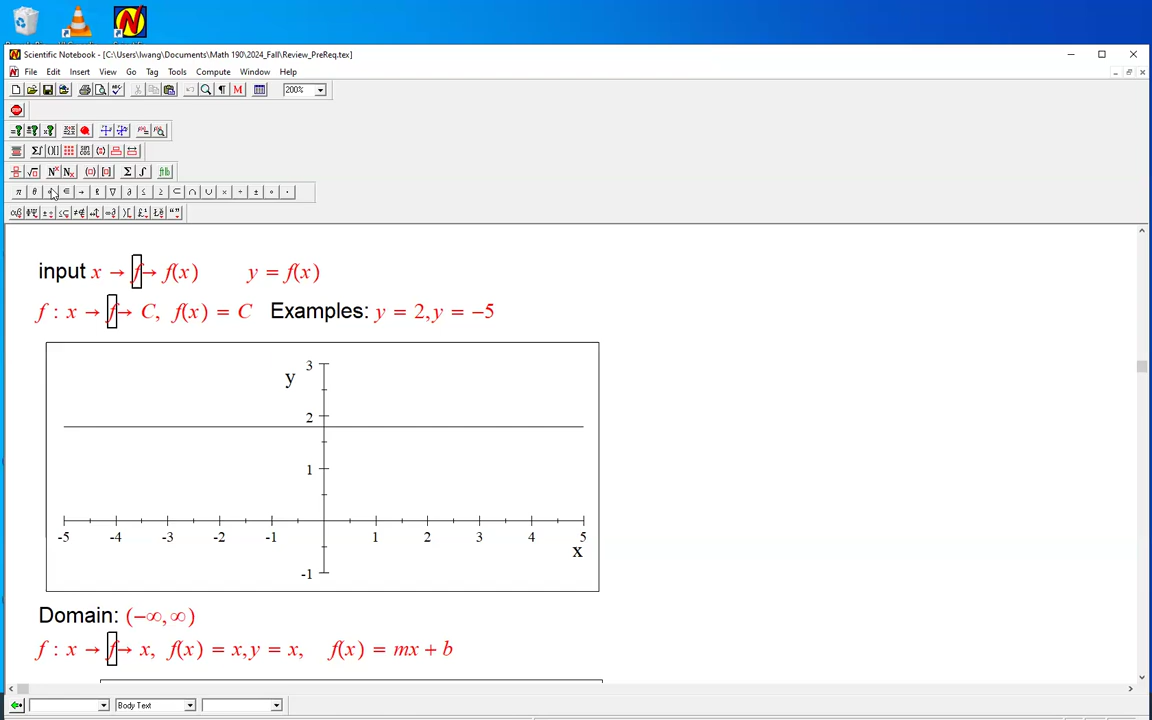 Scientific Notebook - [C:\Users\lwang\Documents\Math 190\2024_Fall\Review_PreReq.tex]
File Edit View Insert Go Tag Tools Compute Window Help
200%
input x → f → f(x) y = f(x)
f : x → f → C, f(x) = C Examples: y = 2, y = −5
y
3
2
1
-5 -4 -3 -2 -1 1 2 3 4 5
x
-1
Domain: (−∞, ∞)
f : x → f → x, f(x) = x, y = x, f(x) = mx + b
Body Text